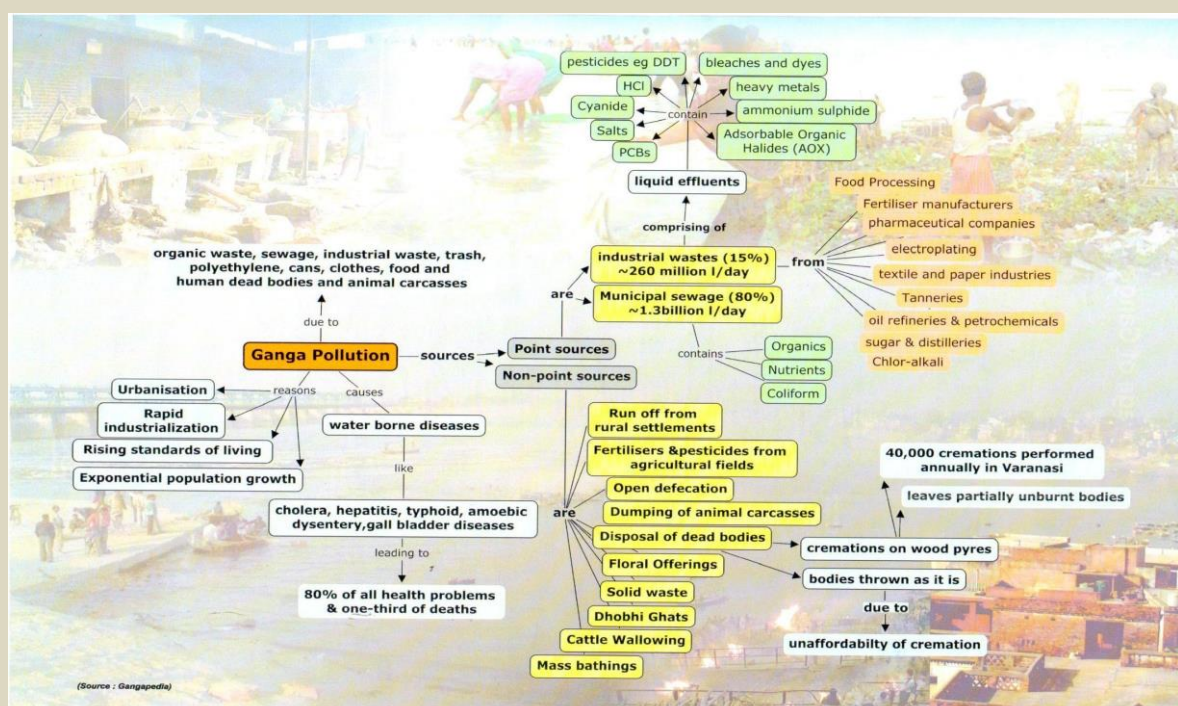 pesticides eg DDT
bleaches and dyes
HCl
heavy metals
Cyanide
contain
ammonium sulphide
Salts
Adsorbable Organic
Halides (AOX)
PCBs
liquid effluents
Food Processing
Fertiliser manufacturers
pharmaceutical companies
comprising of
electroplating
organic waste, sewage, industrial waste, trash,
polyethylene, cans, clothes, food and
human dead bodies and animal carcasses
industrial wastes (15%)
~260 million l/day
from
textile and paper industries
are
Municipal sewage (80%)
~1.3billion l/day
Tanneries
oil refineries & petrochemicals
due to
sugar & distilleries
Chlor-alkali
Ganga Pollution
sources
Point sources
Non-point sources
contains
Organics
Nutrients
Coliform
Urbanisation
reasons
causes
Rapid
industrialization
Rising standards of living
Exponential population growth
water borne diseases
like
cholera, hepatitis, typhoid, amoebic
dysentery,gall bladder diseases
leading to
80% of all health problems
& one-third of deaths
are
Run off from
rural settlements
Fertilisers &pesticides from
agricultural fields
Open defecation
Dumping of animal carcasses
Disposal of dead bodies
Floral Offerings
Solid waste
Dhobhi Ghats
Cattle Wallowing
Mass bathings
40,000 cremations performed
annually in Varanasi
leaves partially unburnt bodies
cremations on wood pyres
bodies thrown as it is
due to
unaffordabilty of cremation
(Source : Gangapedia)